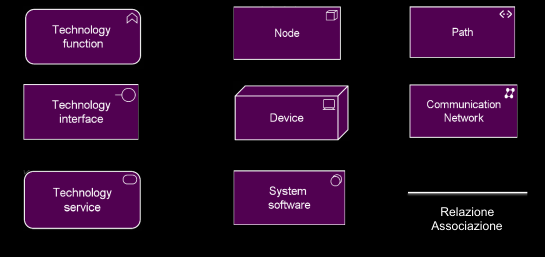 Technology
function
Node
Path
Technology
interface
Device
Communication
Network
Technology
service
System
software
Relazione
Associazione